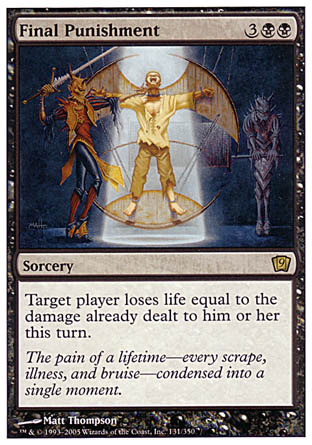 Final Punishment 3
Sorcery
9
Target player loses life equal to the
damage already dealt to him or her
this turn.
The pain of a lifetime—every scrape,
illness, and bruise—condensed into a
single moment.
Matt Thompson
™ & © 1993–2005 Wizards of the Coast, Inc. 131/350